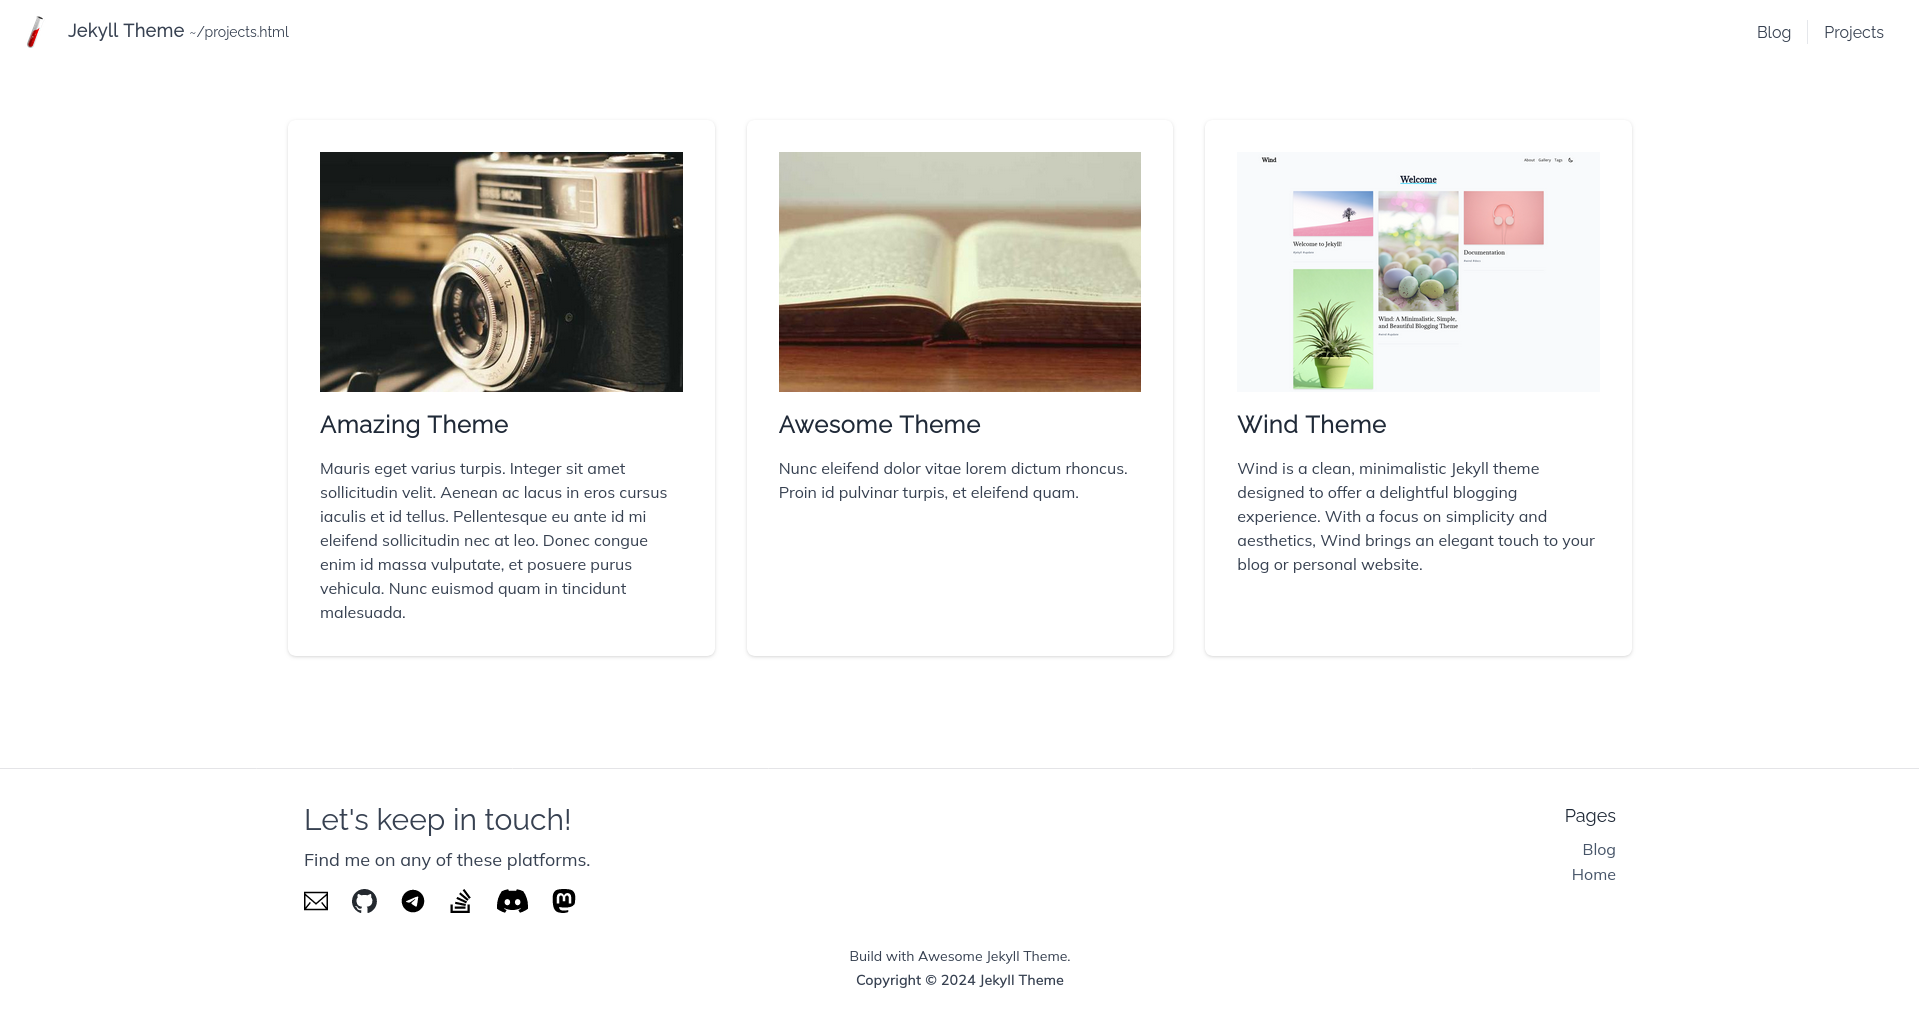 Jekyll Theme ~/projects.html
Blog
Projects
Wind
About Gallery Tags
Welcome
Welcome to Jekyll!
Documentation
Wind: A Minimalistic, Simple,
and Beautiful Blogging Theme
Amazing Theme
Mauris eget varius turpis. Integer sit amet
sollicitudin velit. Aenean ac lacus in eros cursus
iaculis et id tellus. Pellentesque eu ante id mi
eleifend sollicitudin nec at leo. Donec congue
enim id massa vulputate, et posuere purus
vehicula. Nunc euismod quam in tincidunt
malesuada.
Awesome Theme
Nunc eleifend dolor vitae lorem dictum rhoncus.
Proin id pulvinar turpis, et eleifend quam.
Wind Theme
Wind is a clean, minimalistic Jekyll theme
designed to offer a delightful blogging
experience. With a focus on simplicity and
aesthetics, Wind brings an elegant touch to your
blog or personal website.
Let's keep in touch!
Find me on any of these platforms.
Pages
Blog
Home
Build with Awesome Jekyll Theme.
Copyright © 2024 Jekyll Theme